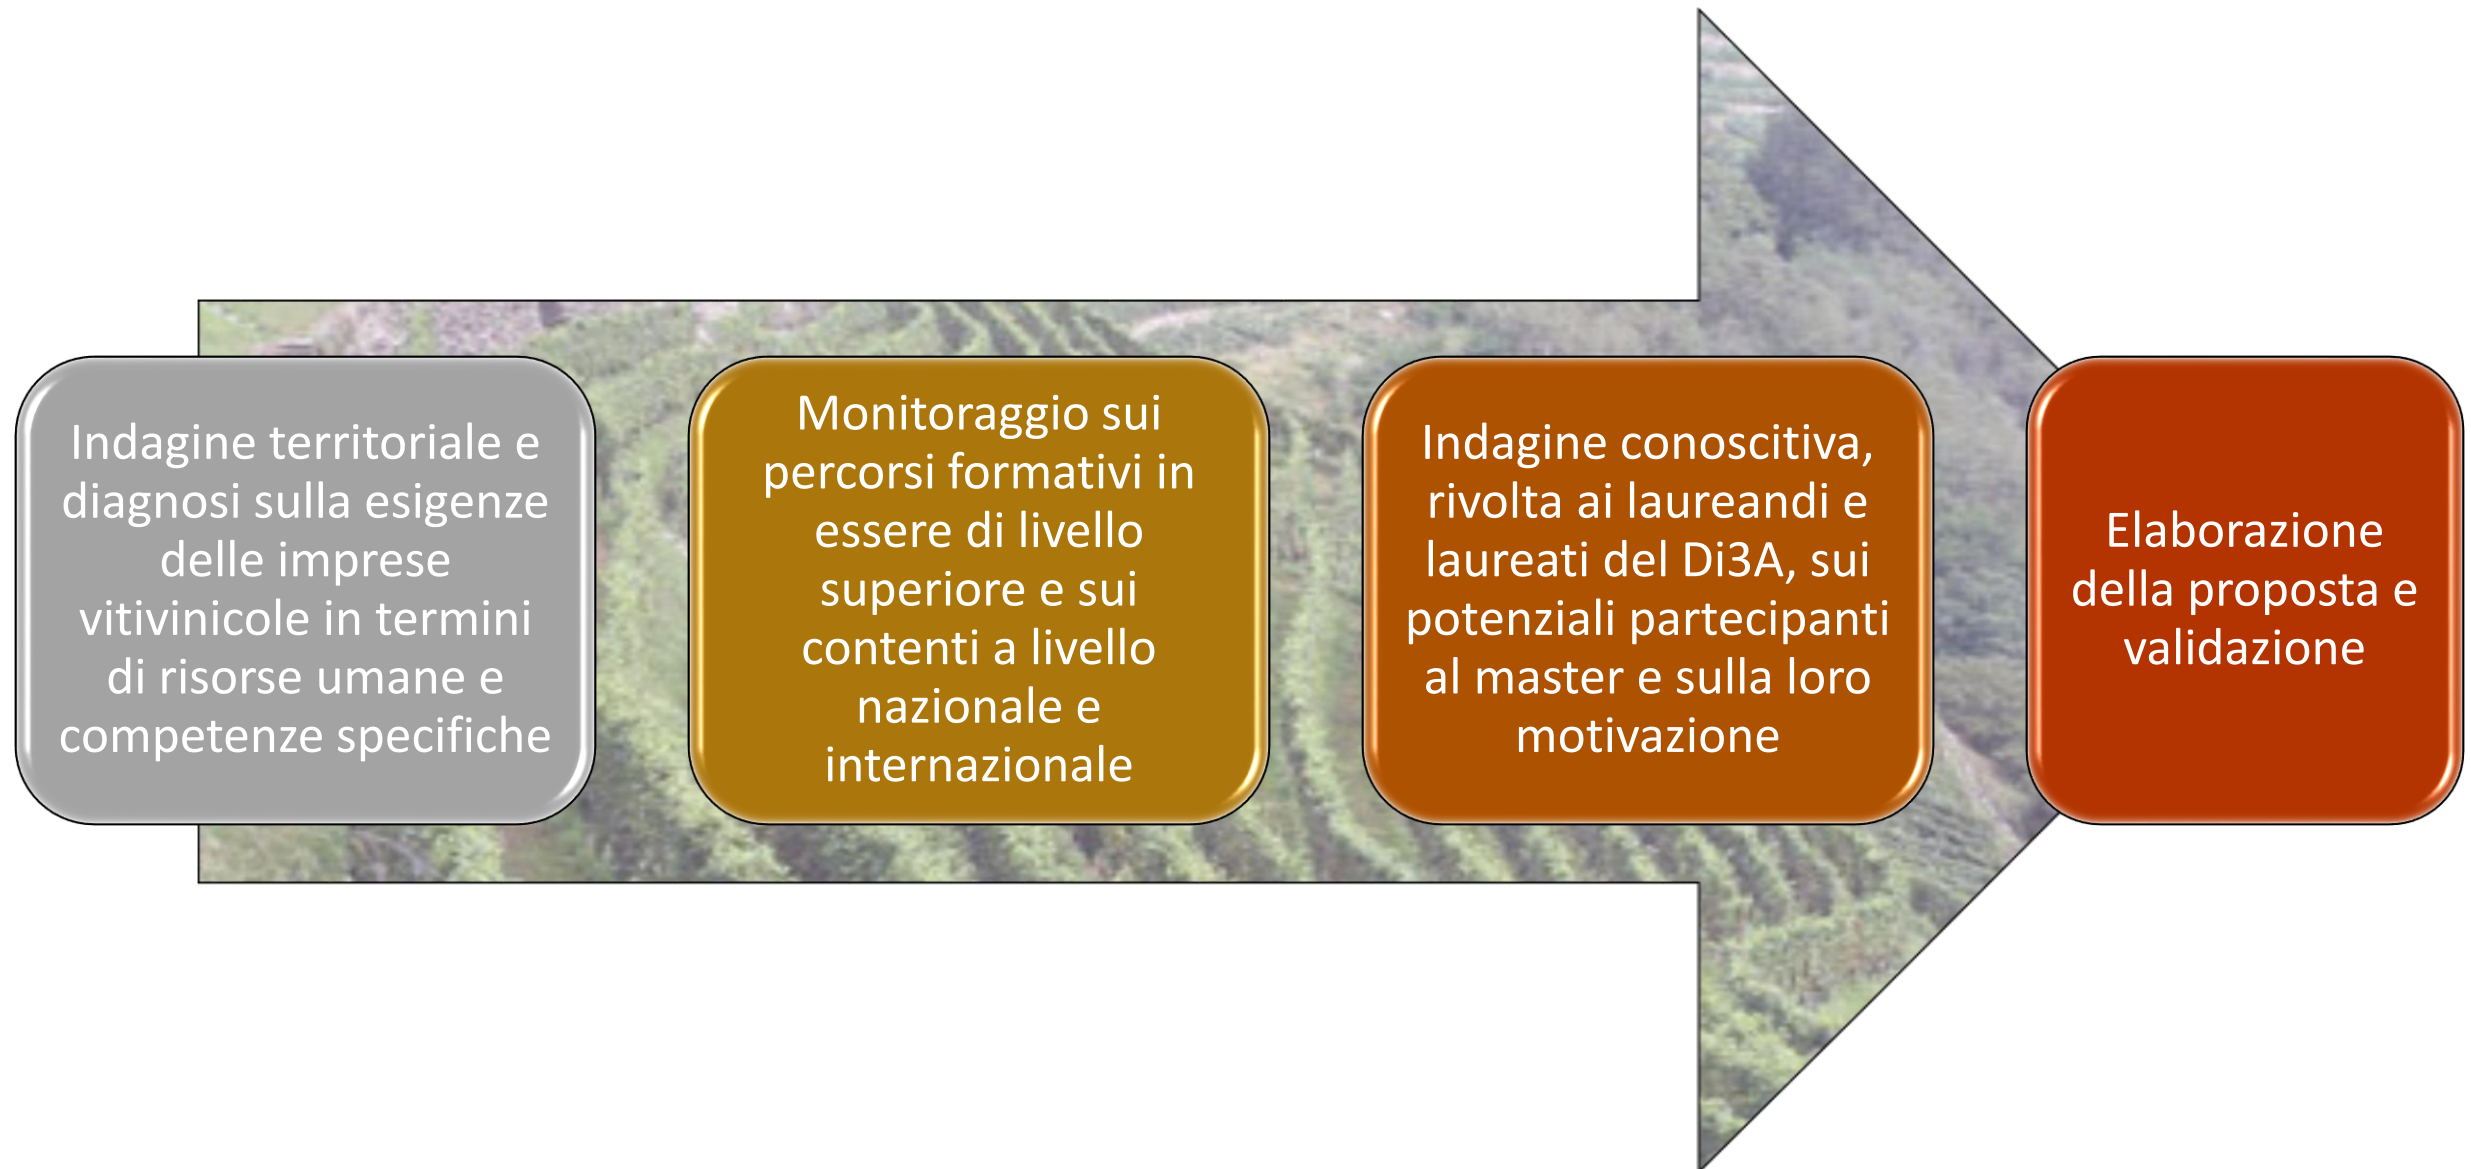 Indagine territoriale e
diagnosi sulla esigenze
delle imprese
vitivinicole in termini
di risorse umane e
competenze specifiche
Monitoraggio sui
percorsi formativi in
essere di livello
superiore e sui
contenti a livello
nazionale e
internazionale
Indagine conoscitiva,
rivolta ai laureandi e
laureati del Di3A, sui
potenziali partecipanti
al master e sulla loro
motivazione
Elaborazione
della proposta e
validazione